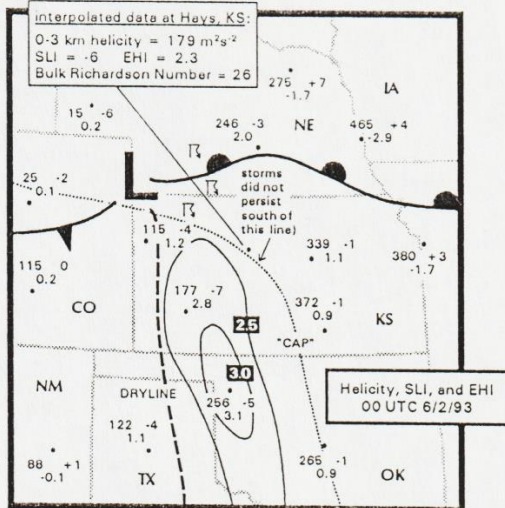 interpolated data at Hays, KS:
0-3 km helicity = 179 m²s⁻²
SLI = -6 EHI = 2.3
Bulk Richardson Number = 26
275 +7
-1.7
IA
15 -6
0.2
246 -3
2.0
NE
465 +4
-2.9
25 -2
0.1
L
storms
did not
persist
south of
this line)
115 -4
1.2
339 -1
1.1
380 +3
-1.7
115 0
0.2
177 -7
2.8
372 -1
0.9
CO
2.5
KS
"CAP"
3.0
NM
DRYLINE
256 -5
3.1
Helicity, SLI, and EHI
00 UTC 6/2/93
122 -4
1.1
88 +1
-0.1
TX
265 -1
0.9
OK